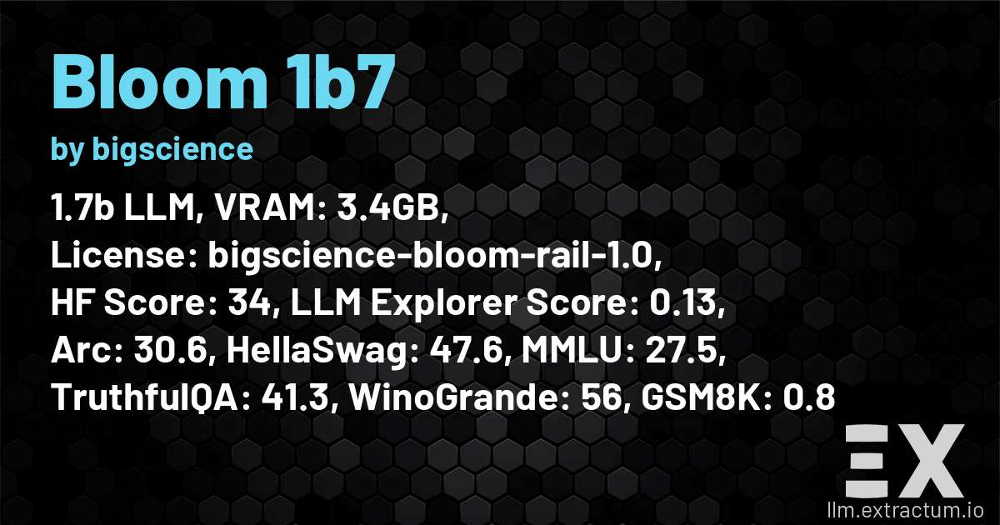 Bloom 1b7
by bigscience
1.7b LLM, VRAM: 3.4GB,
License: bigscience-bloom-rail-1.0,
HF Score: 34, LLM Explorer Score: 0.13,
Arc: 30.6, HellaSwag: 47.6, MMLU: 27.5,
TruthfulQA: 41.3, WinoGrande: 56, GSM8K: 0.8
EX
llm.extractum.io